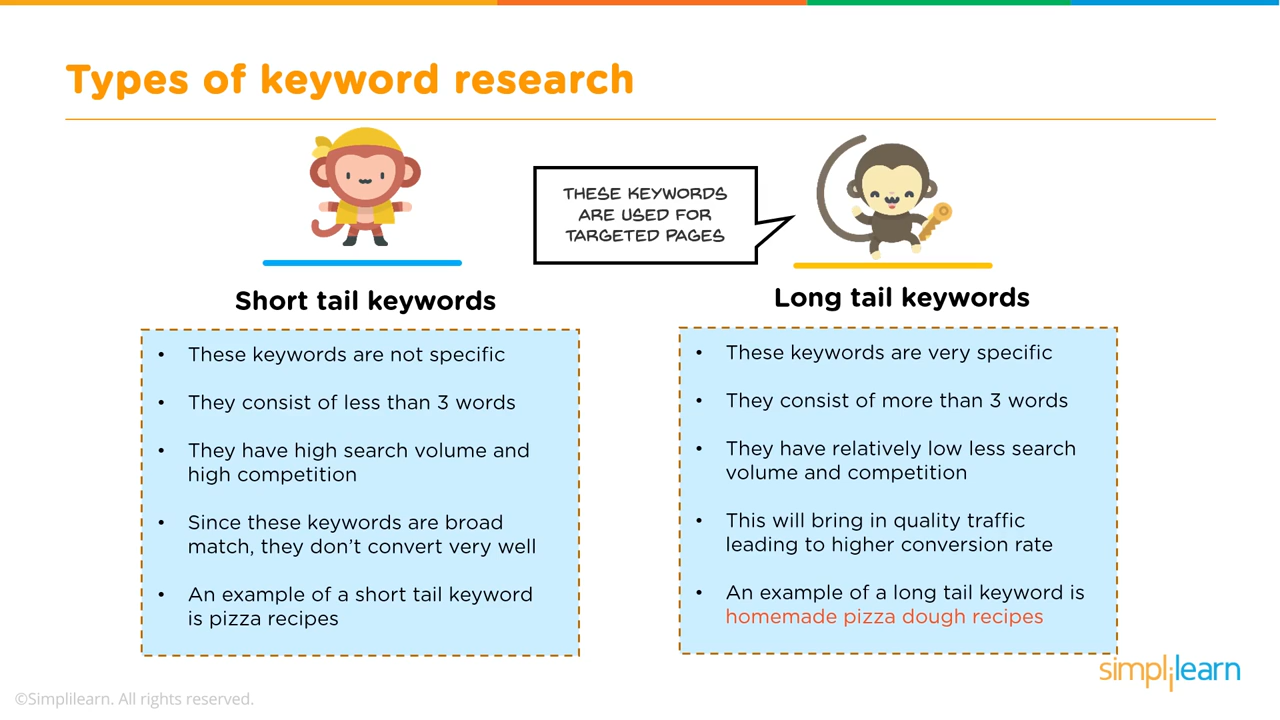 Types of keyword research
THESE KEYWORDS
ARE USED FOR
TARGETED PAGES
Short tail keywords
• These keywords are not specific
• They consist of less than 3 words
• They have high search volume and
high competition
• Since these keywords are broad
match, they don’t convert very well
• An example of a short tail keyword
is pizza recipes
Long tail keywords
• These keywords are very specific
• They consist of more than 3 words
• They have relatively low less search
volume and competition
• This will bring in quality traffic
leading to higher conversion rate
• An example of a long tail keyword is
homemade pizza dough recipes
simplilearn
©Simplilearn. All rights reserved.